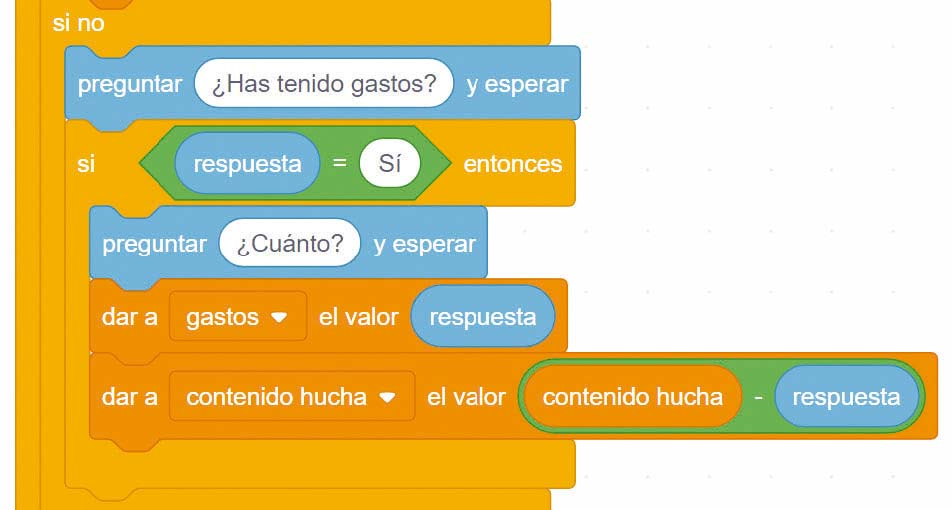 si no
preguntar ¿Has tenido gastos? y esperar
si respuesta = Sí entonces
preguntar ¿Cuánto? y esperar
dar a gastos el valor respuesta
dar a contenido hucha el valor contenido hucha - respuesta